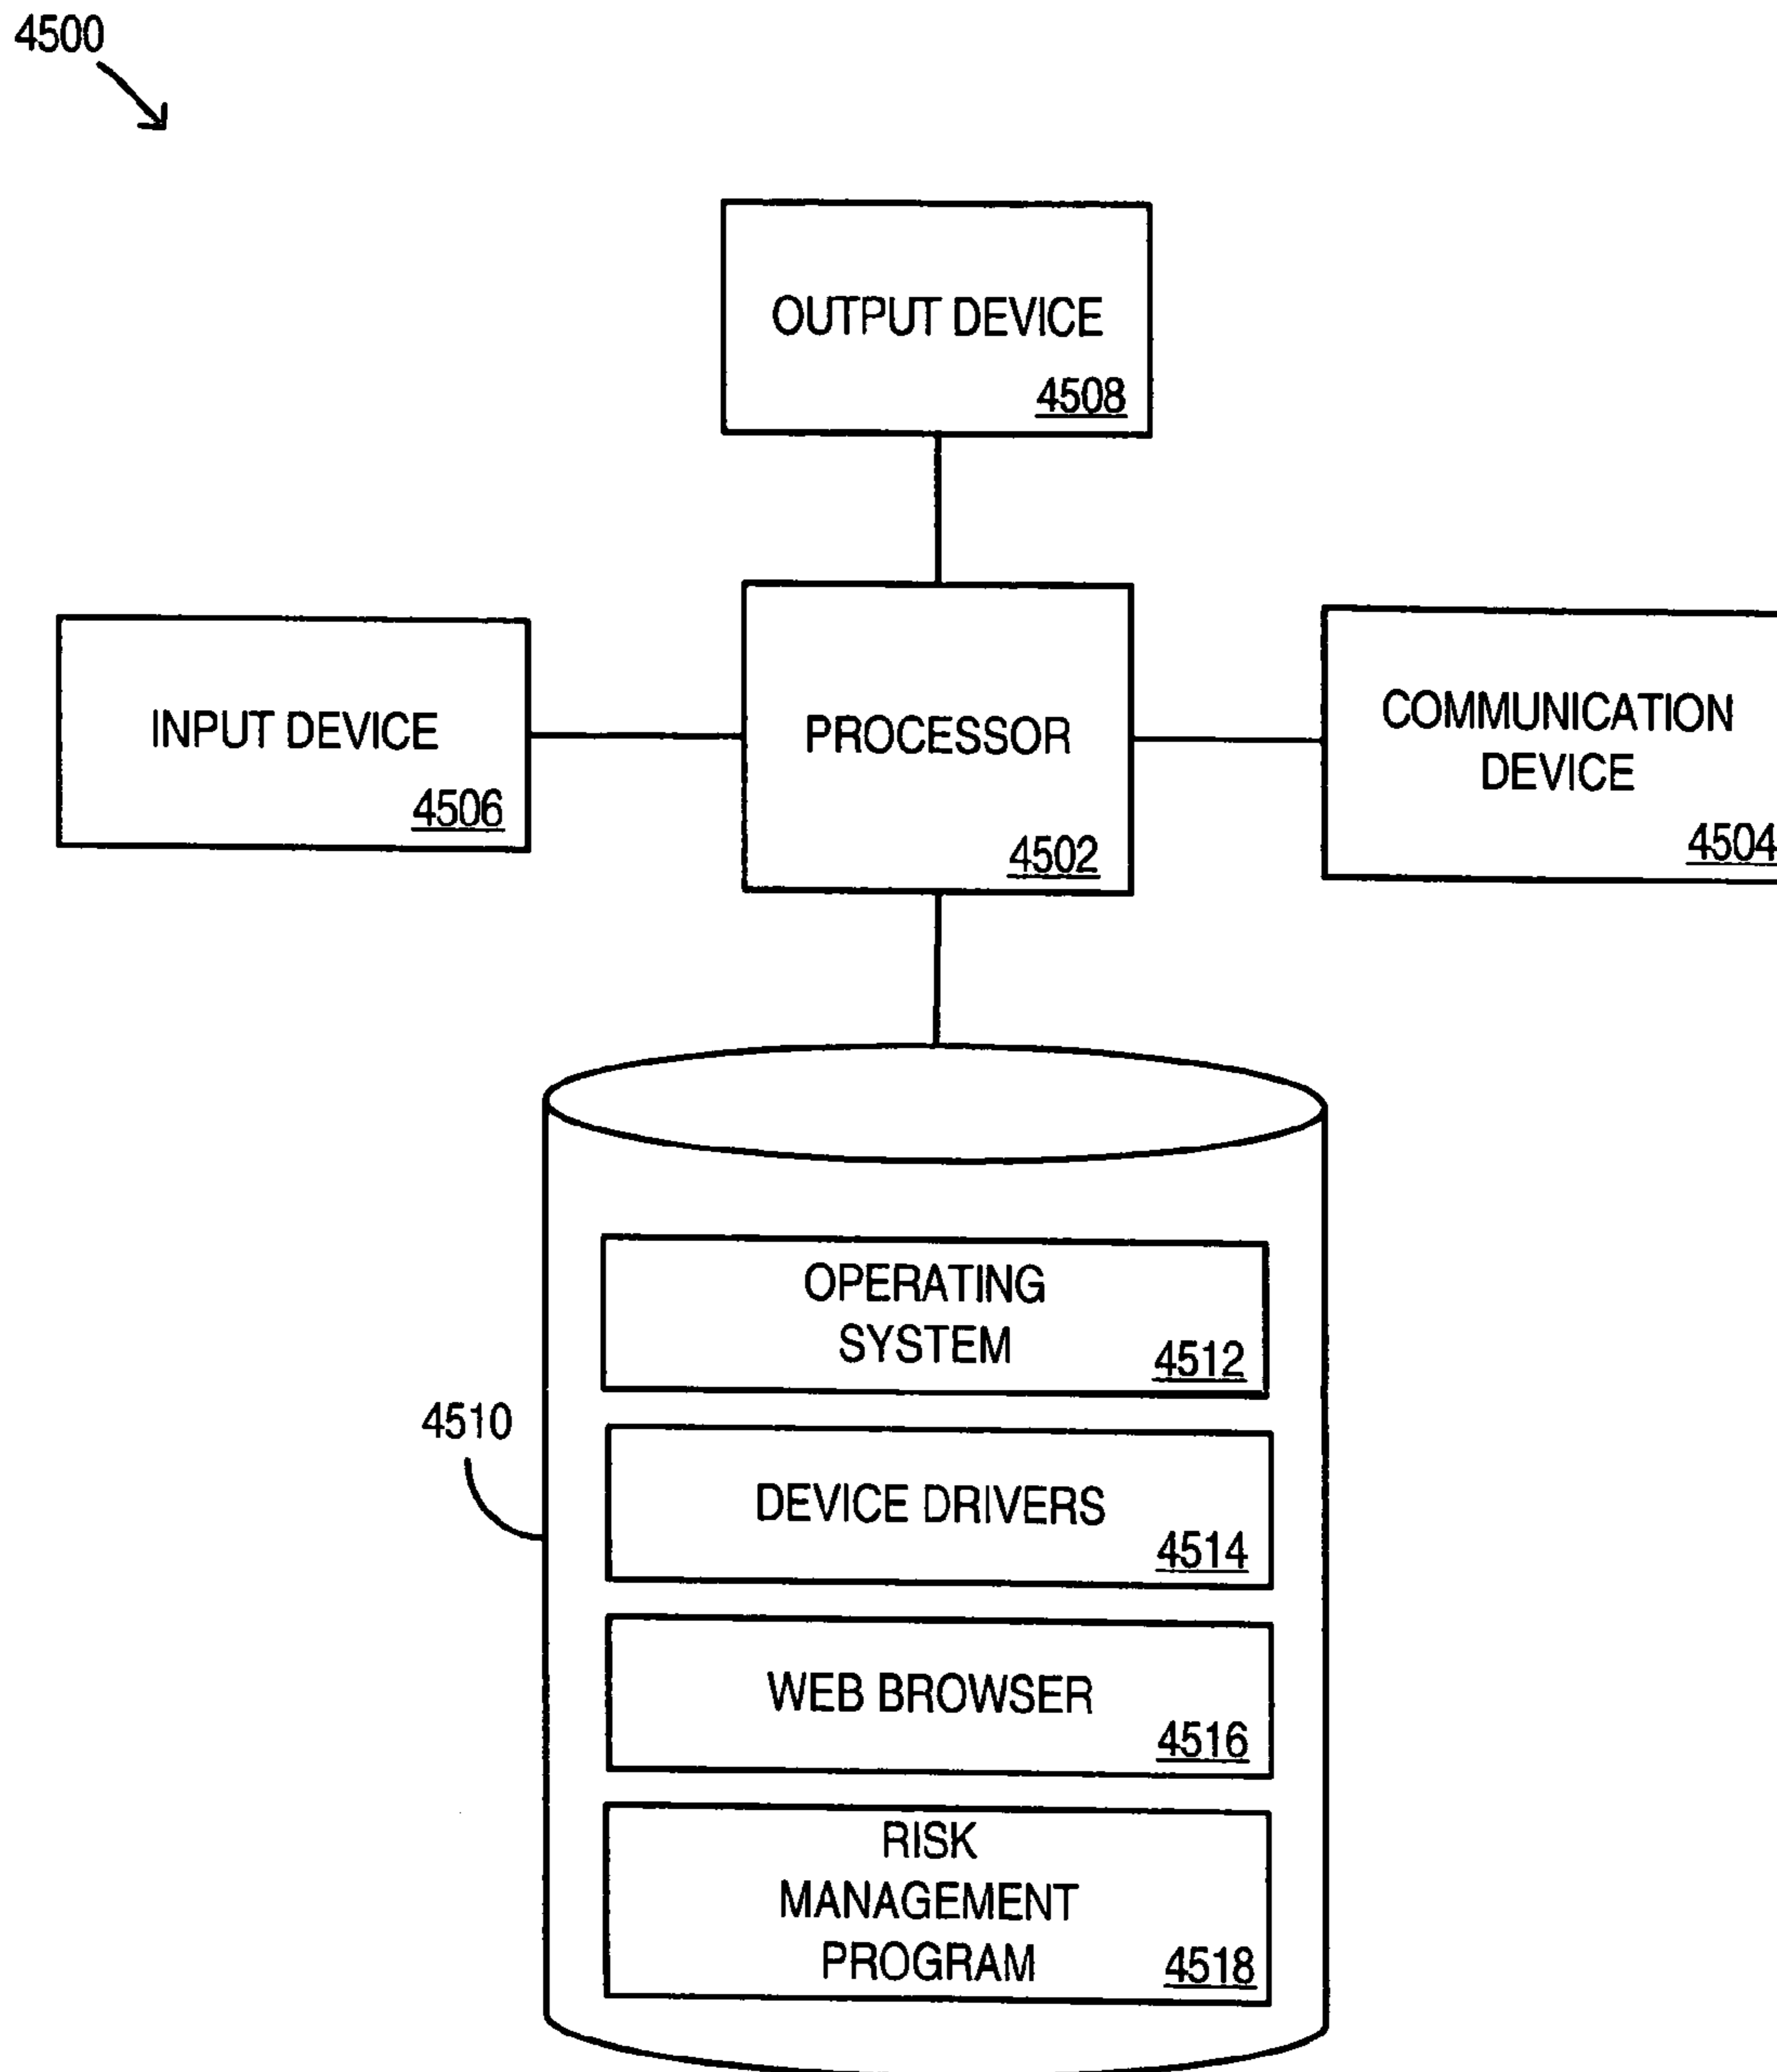 4500
OUTPUT DEVICE
4508
INPUT DEVICE
4506
PROCESSOR
4502
COMMUNICATION
DEVICE
4504
OPERATING
SYSTEM
4512
4510
DEVICE DRIVERS
4514
WEB BROWSER
4516
RISK
MANAGEMENT
PROGRAM
4518